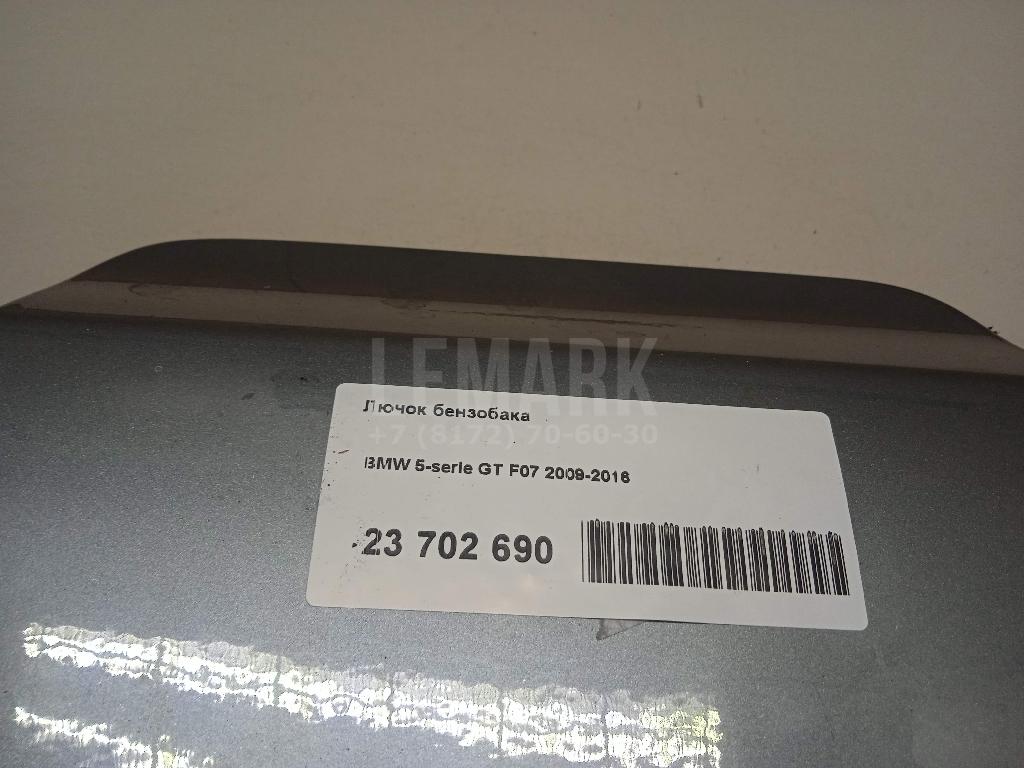 LEMARK
Лючок бензобака
+7 (8172) 70-60-30
BMW 5-serie GT F07 2009-2016
23 702 690